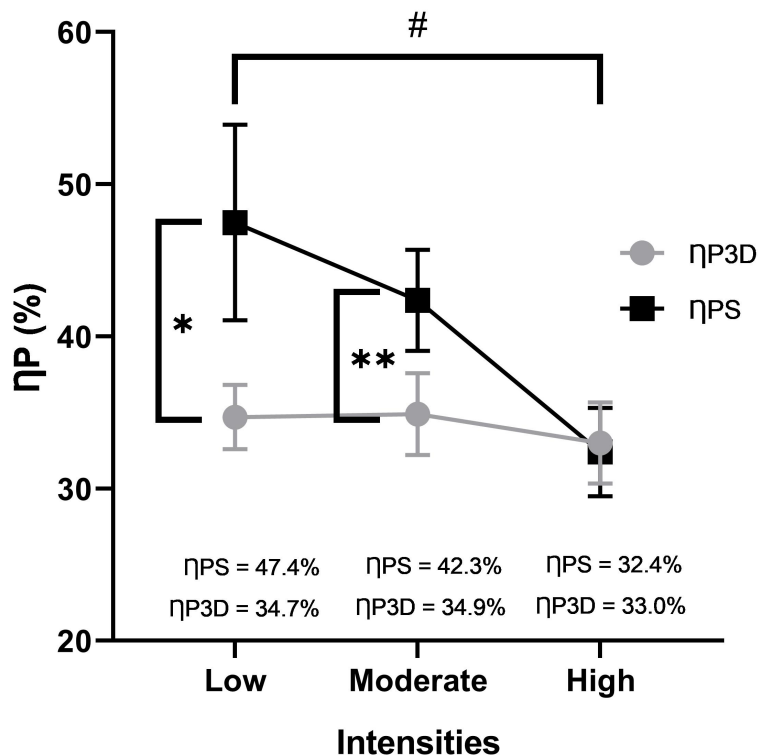 #
60
50
40
30
20
ηP (%)
*
**
ηP3D
ηPS
ηPS = 47.4%
ηPS = 42.3%
ηPS = 32.4%
ηP3D = 34.7%
ηP3D = 34.9%
ηP3D = 33.0%
Low
Moderate
High
Intensities